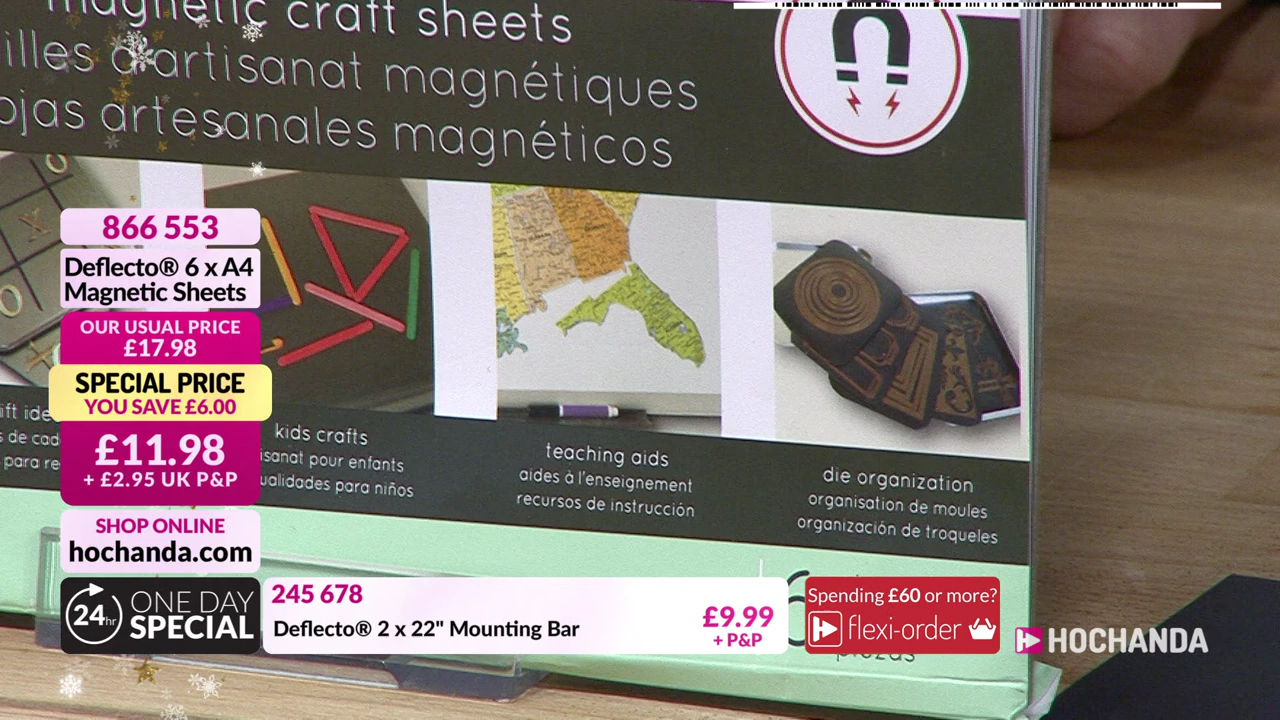 magnetic craft sheets
illes d'artisanat magnétiques
ojas artesanales magnéticos
kids crafts
isanat pour enfants
ualidades para niños
teaching aids
aides à l'enseignement
recursos de instrucción
die organization
organisation de moules
organización de troqueles
6
piezas
866 553
Deflecto® 6 x A4
Magnetic Sheets
OUR USUAL PRICE
£17.98
SPECIAL PRICE
YOU SAVE £6.00
£11.98
+ £2.95 UK P&P
SHOP ONLINE
hochanda.com
24hr ONE DAY SPECIAL
245 678
Deflecto® 2 x 22" Mounting Bar
£9.99
+ P&P
Spending £60 or more?
flexi-order
HOCHANDA